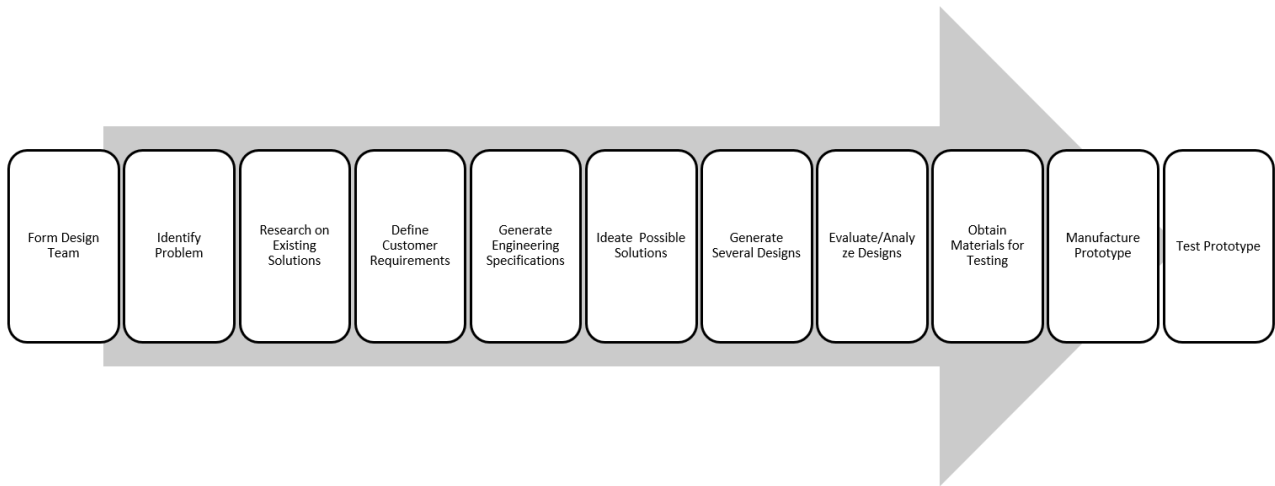 Form Design
Team
Identify
Problem
Research on
Existing
Solutions
Define
Customer
Requirements
Generate
Engineering
Specifications
Ideate  Possible
Solutions
Generate
Several Designs
Evaluate/Analy
ze Designs
Obtain
Materials for
Testing
Manufacture
Prototype
Test Prototype